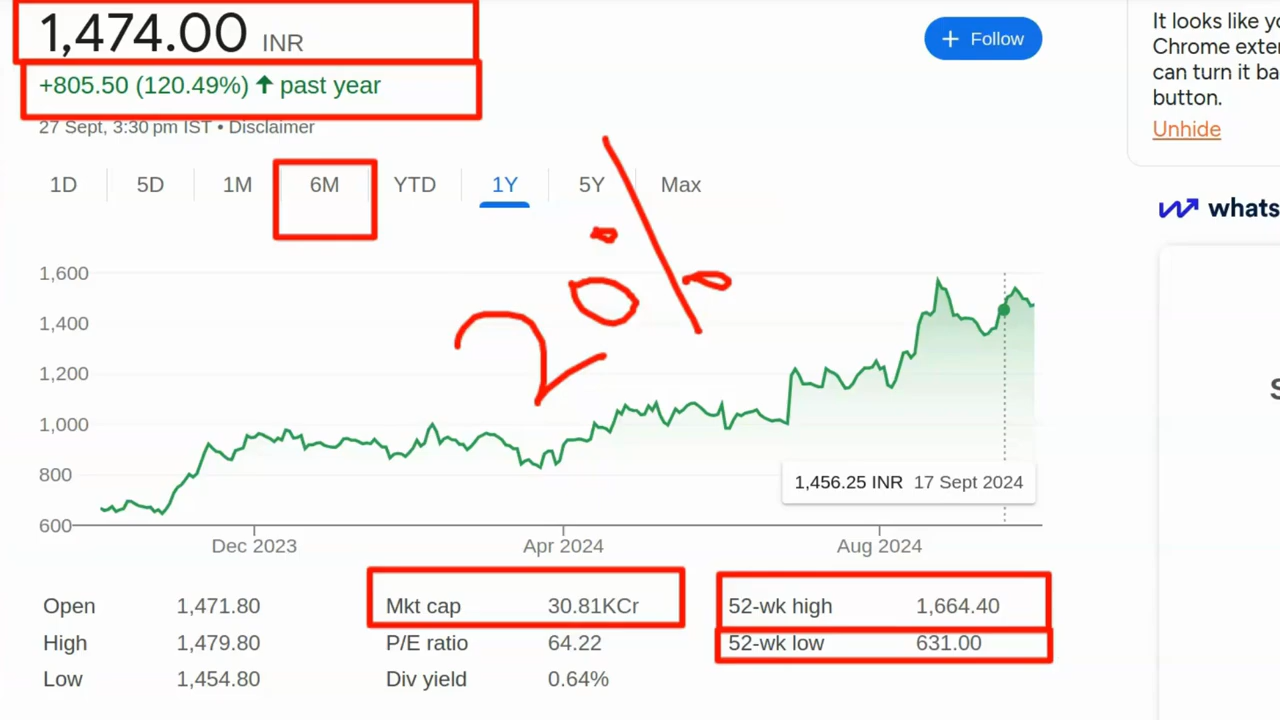 1,474.00 INR
+805.50 (120.49%) ↑ past year
27 Sept, 3:30 pm IST • Disclaimer
+ Follow
1D 5D 1M 6M YTD 1Y 5Y Max
20%
1,600
1,400
1,200
1,000
800
600
1,456.25 INR 17 Sept 2024
Dec 2023 Apr 2024 Aug 2024
Open 1,471.80 Mkt cap 30.81KCr 52-wk high 1,664.40
High 1,479.80 P/E ratio 64.22 52-wk low 631.00
Low 1,454.80 Div yield 0.64%
It looks like yo
Chrome exter
can turn it ba
button.
Unhide
whats
S